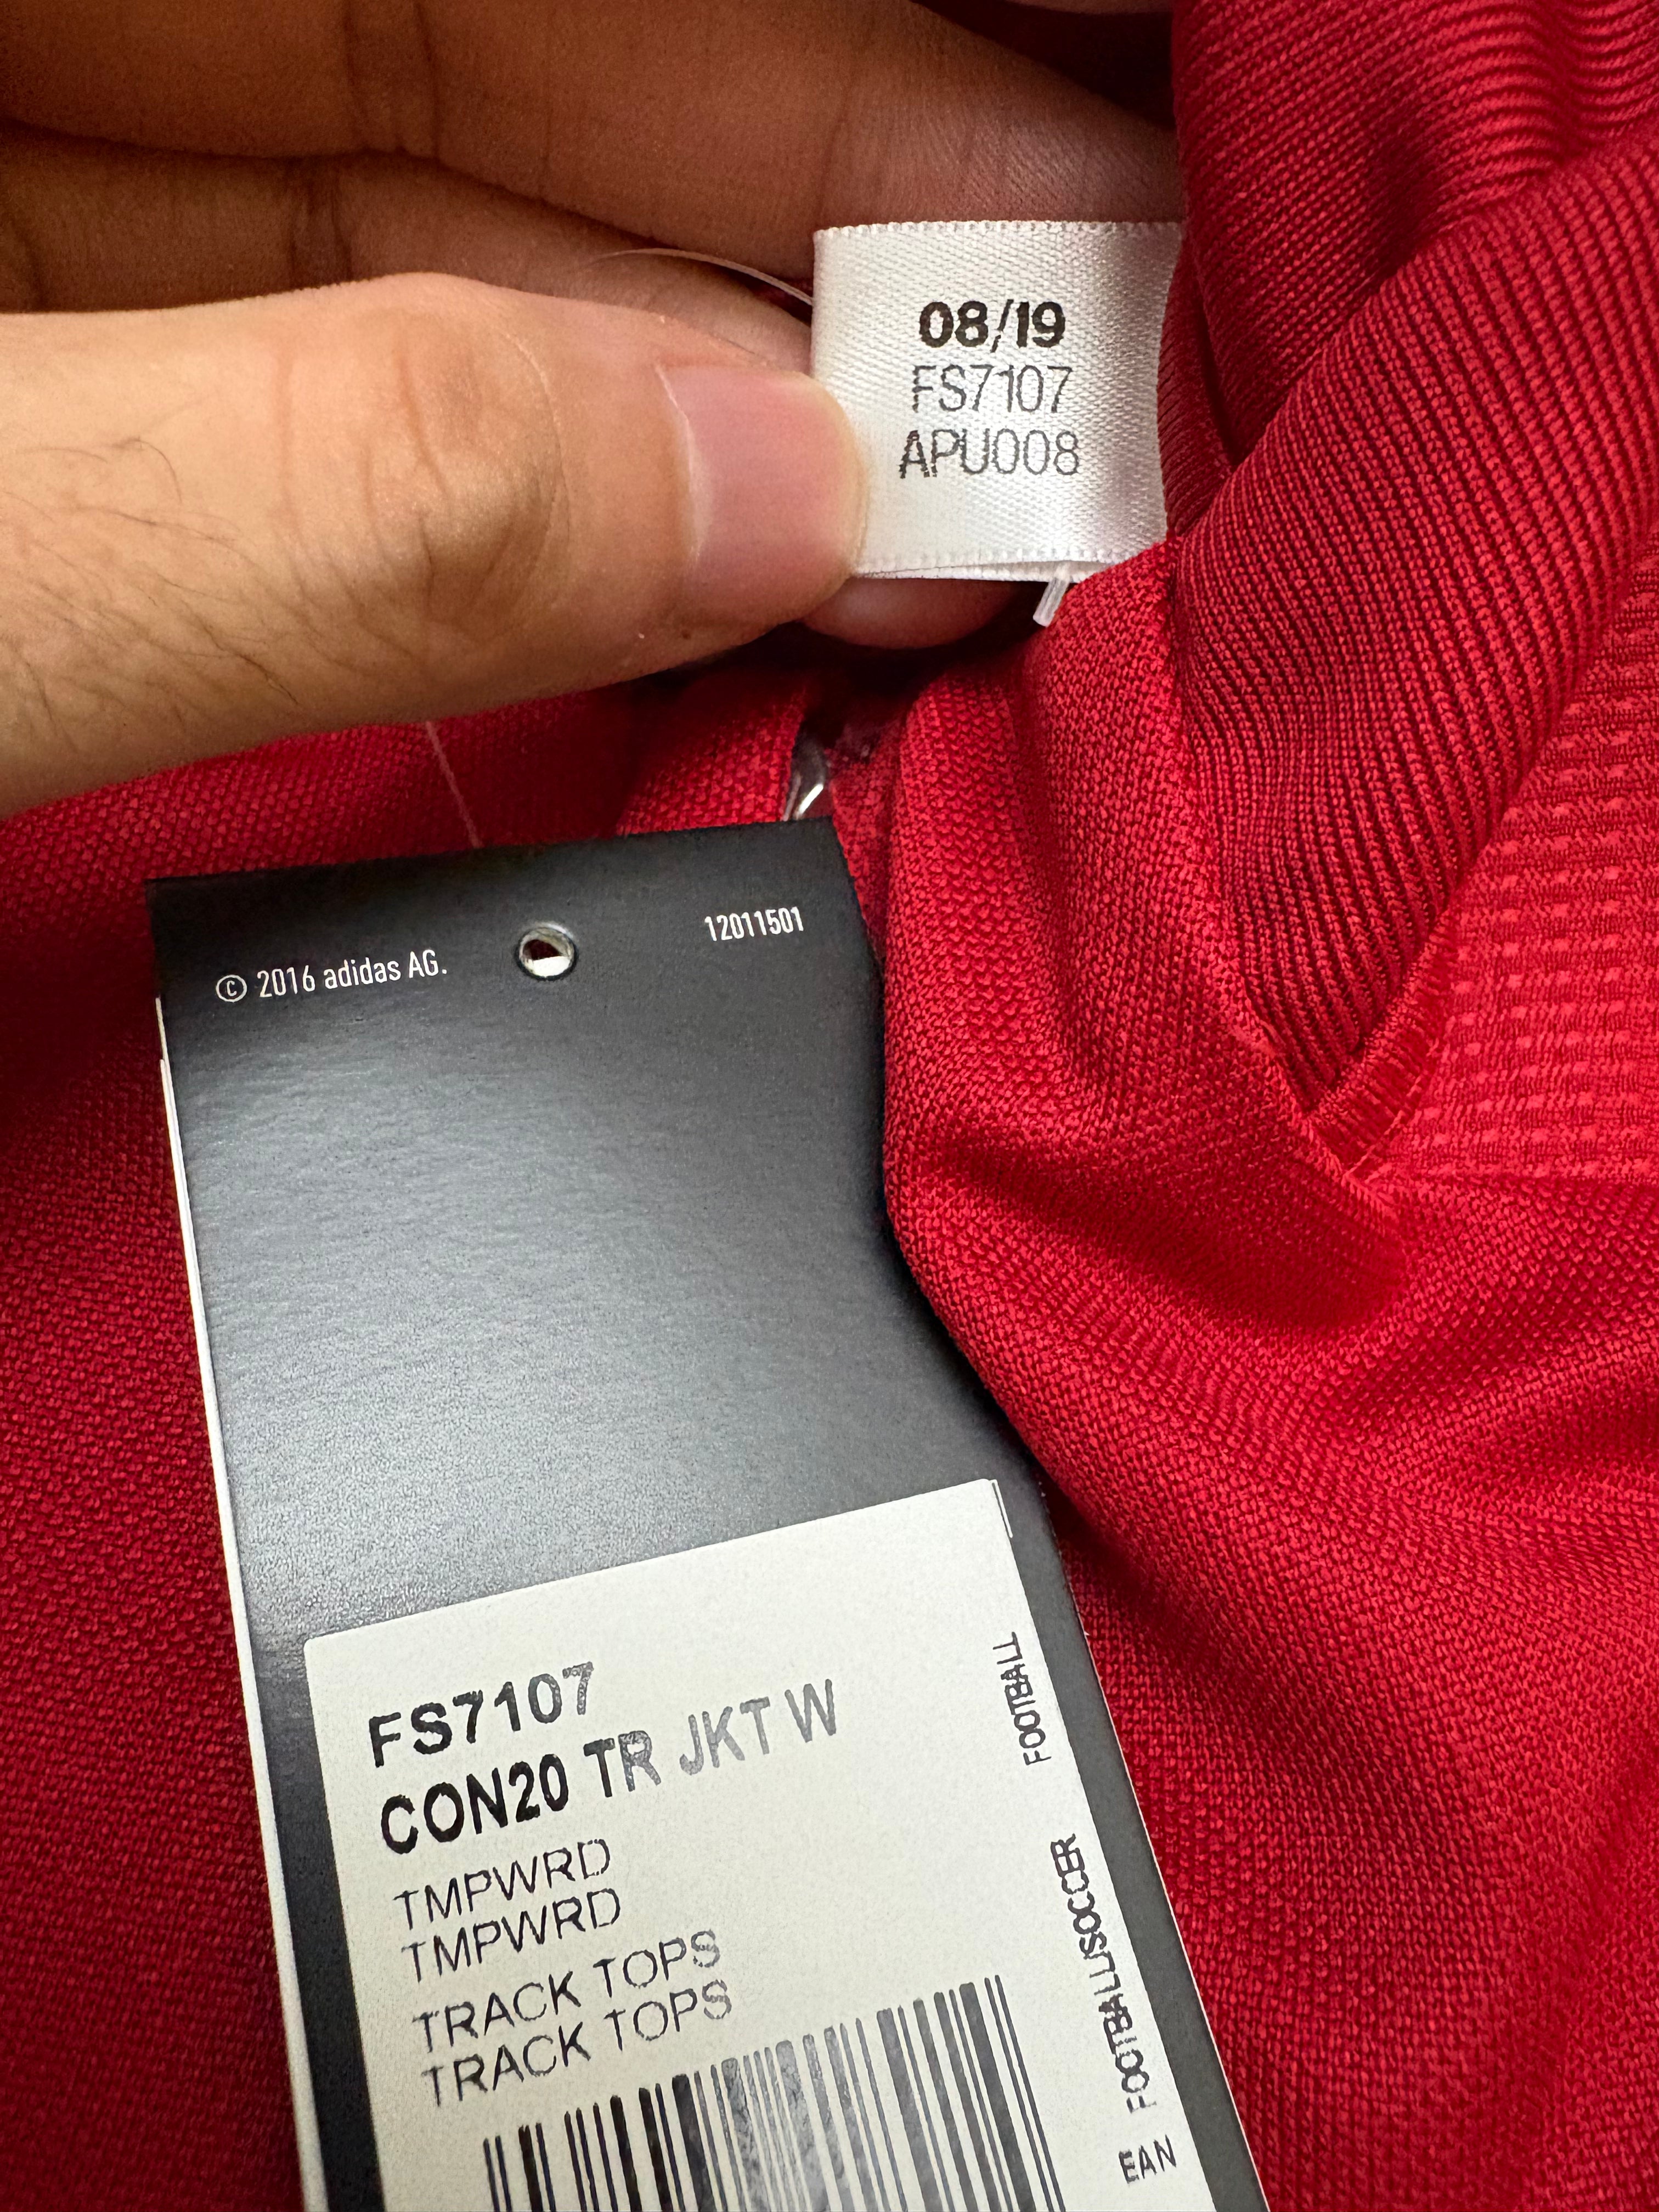 08/19
FS7107
APU008
© 2016 adidas AG.
12011501
FS7107
CON20 TR JKT W
TMPWRD
TMPWRD
TRACK TOPS
TRACK TOPS
FOOTBALL
FOOTBALL/SOCCER
EAN